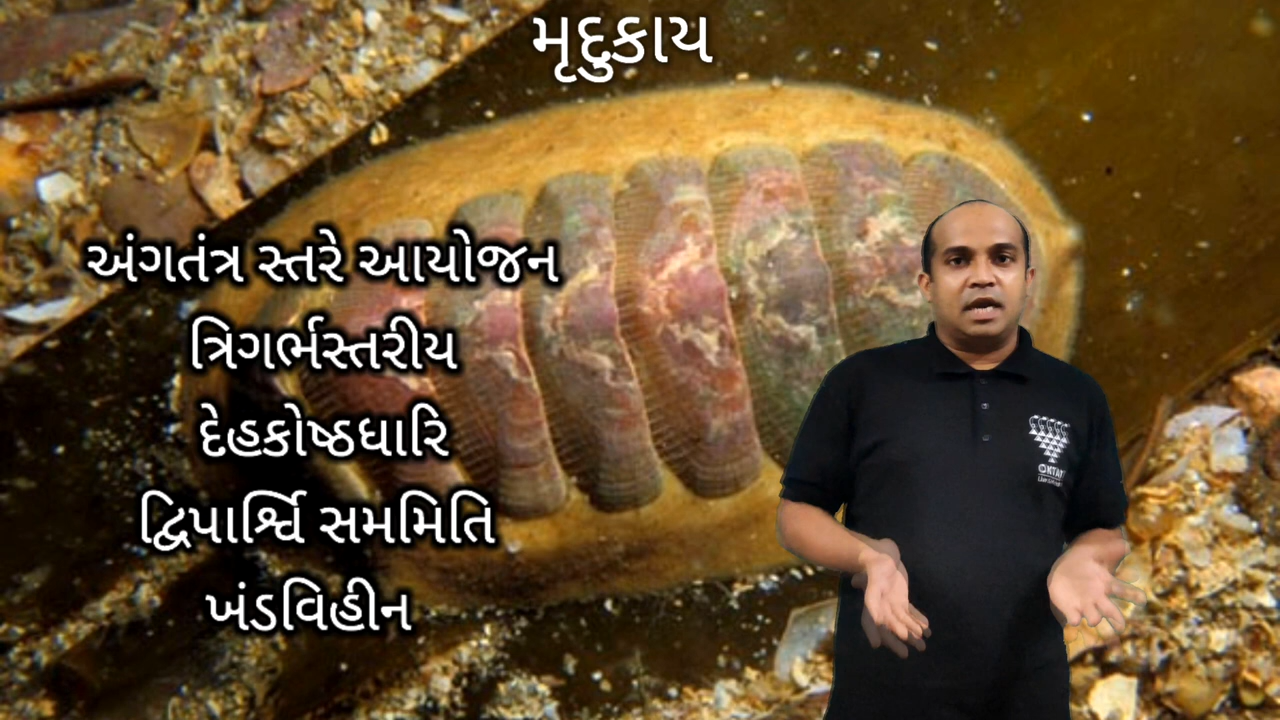 મૃદુકાય
અંગતંત્ર સ્તરે આયોજન
ત્રિગર્ભસ્તરીય
દેહકોષ્ઠધારિ
દ્વિપાર્શ્વિ સમમિતિ
ખંડવિહીન